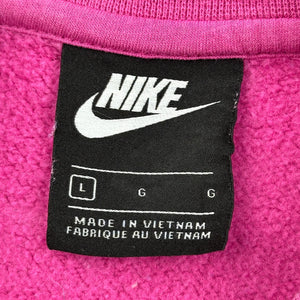 NIKE
L G G
MADE IN VIETNAM
FABRIQUE AU VIETNAM